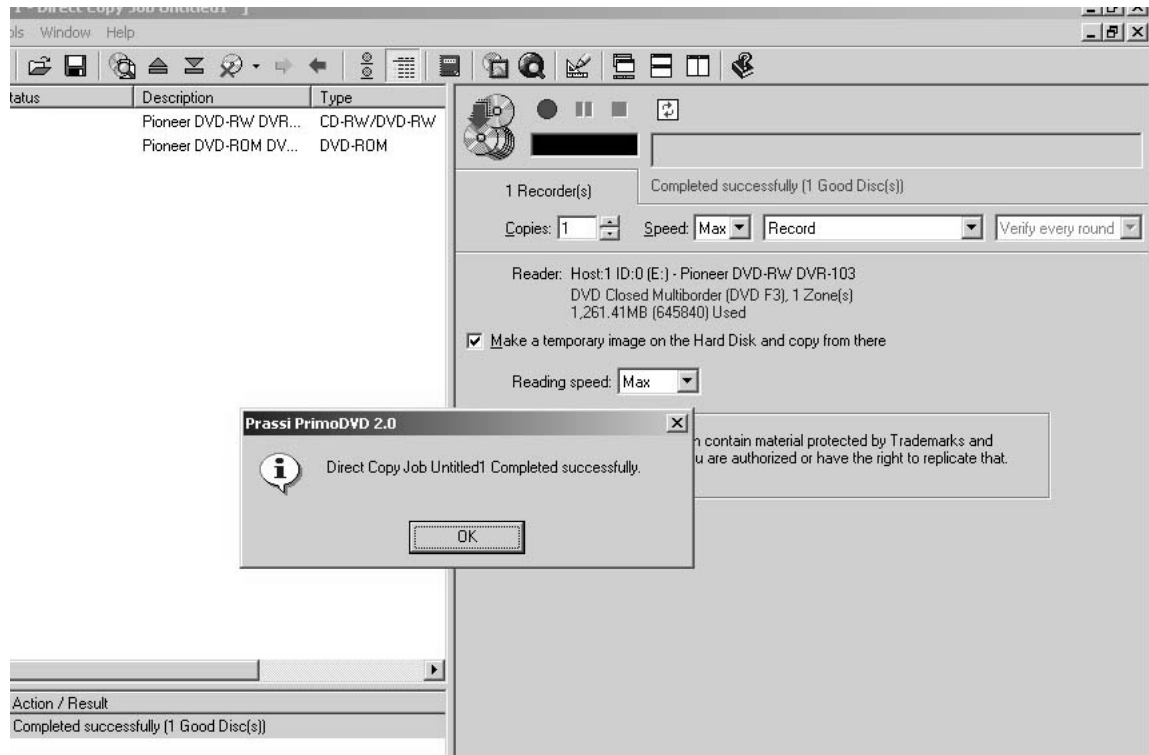 1 - Direct Copy Job Untitled1 ]
ols Window Help
tatus Description Type
Pioneer DVD-RW DVR... CD-RW/DVD-RW
Pioneer DVD-ROM DV... DVD-ROM
1 Recorder(s)
Completed successfully (1 Good Disc(s))
Copies: 1 Speed: Max Record Verify every round
Reader: Host:1 ID:0 (E:) - Pioneer DVD-RW DVR-103
DVD Closed Multiborder (DVD F3), 1 Zone(s)
1,261.41MB (645840) Used
Make a temporary image on the Hard Disk and copy from there
Reading speed: Max
n contain material protected by Trademarks and
u are authorized or have the right to replicate that.
Prassi PrimoDVD 2.0
Direct Copy Job Untitled1 Completed successfully.
OK
Action / Result
Completed successfully (1 Good Disc(s))